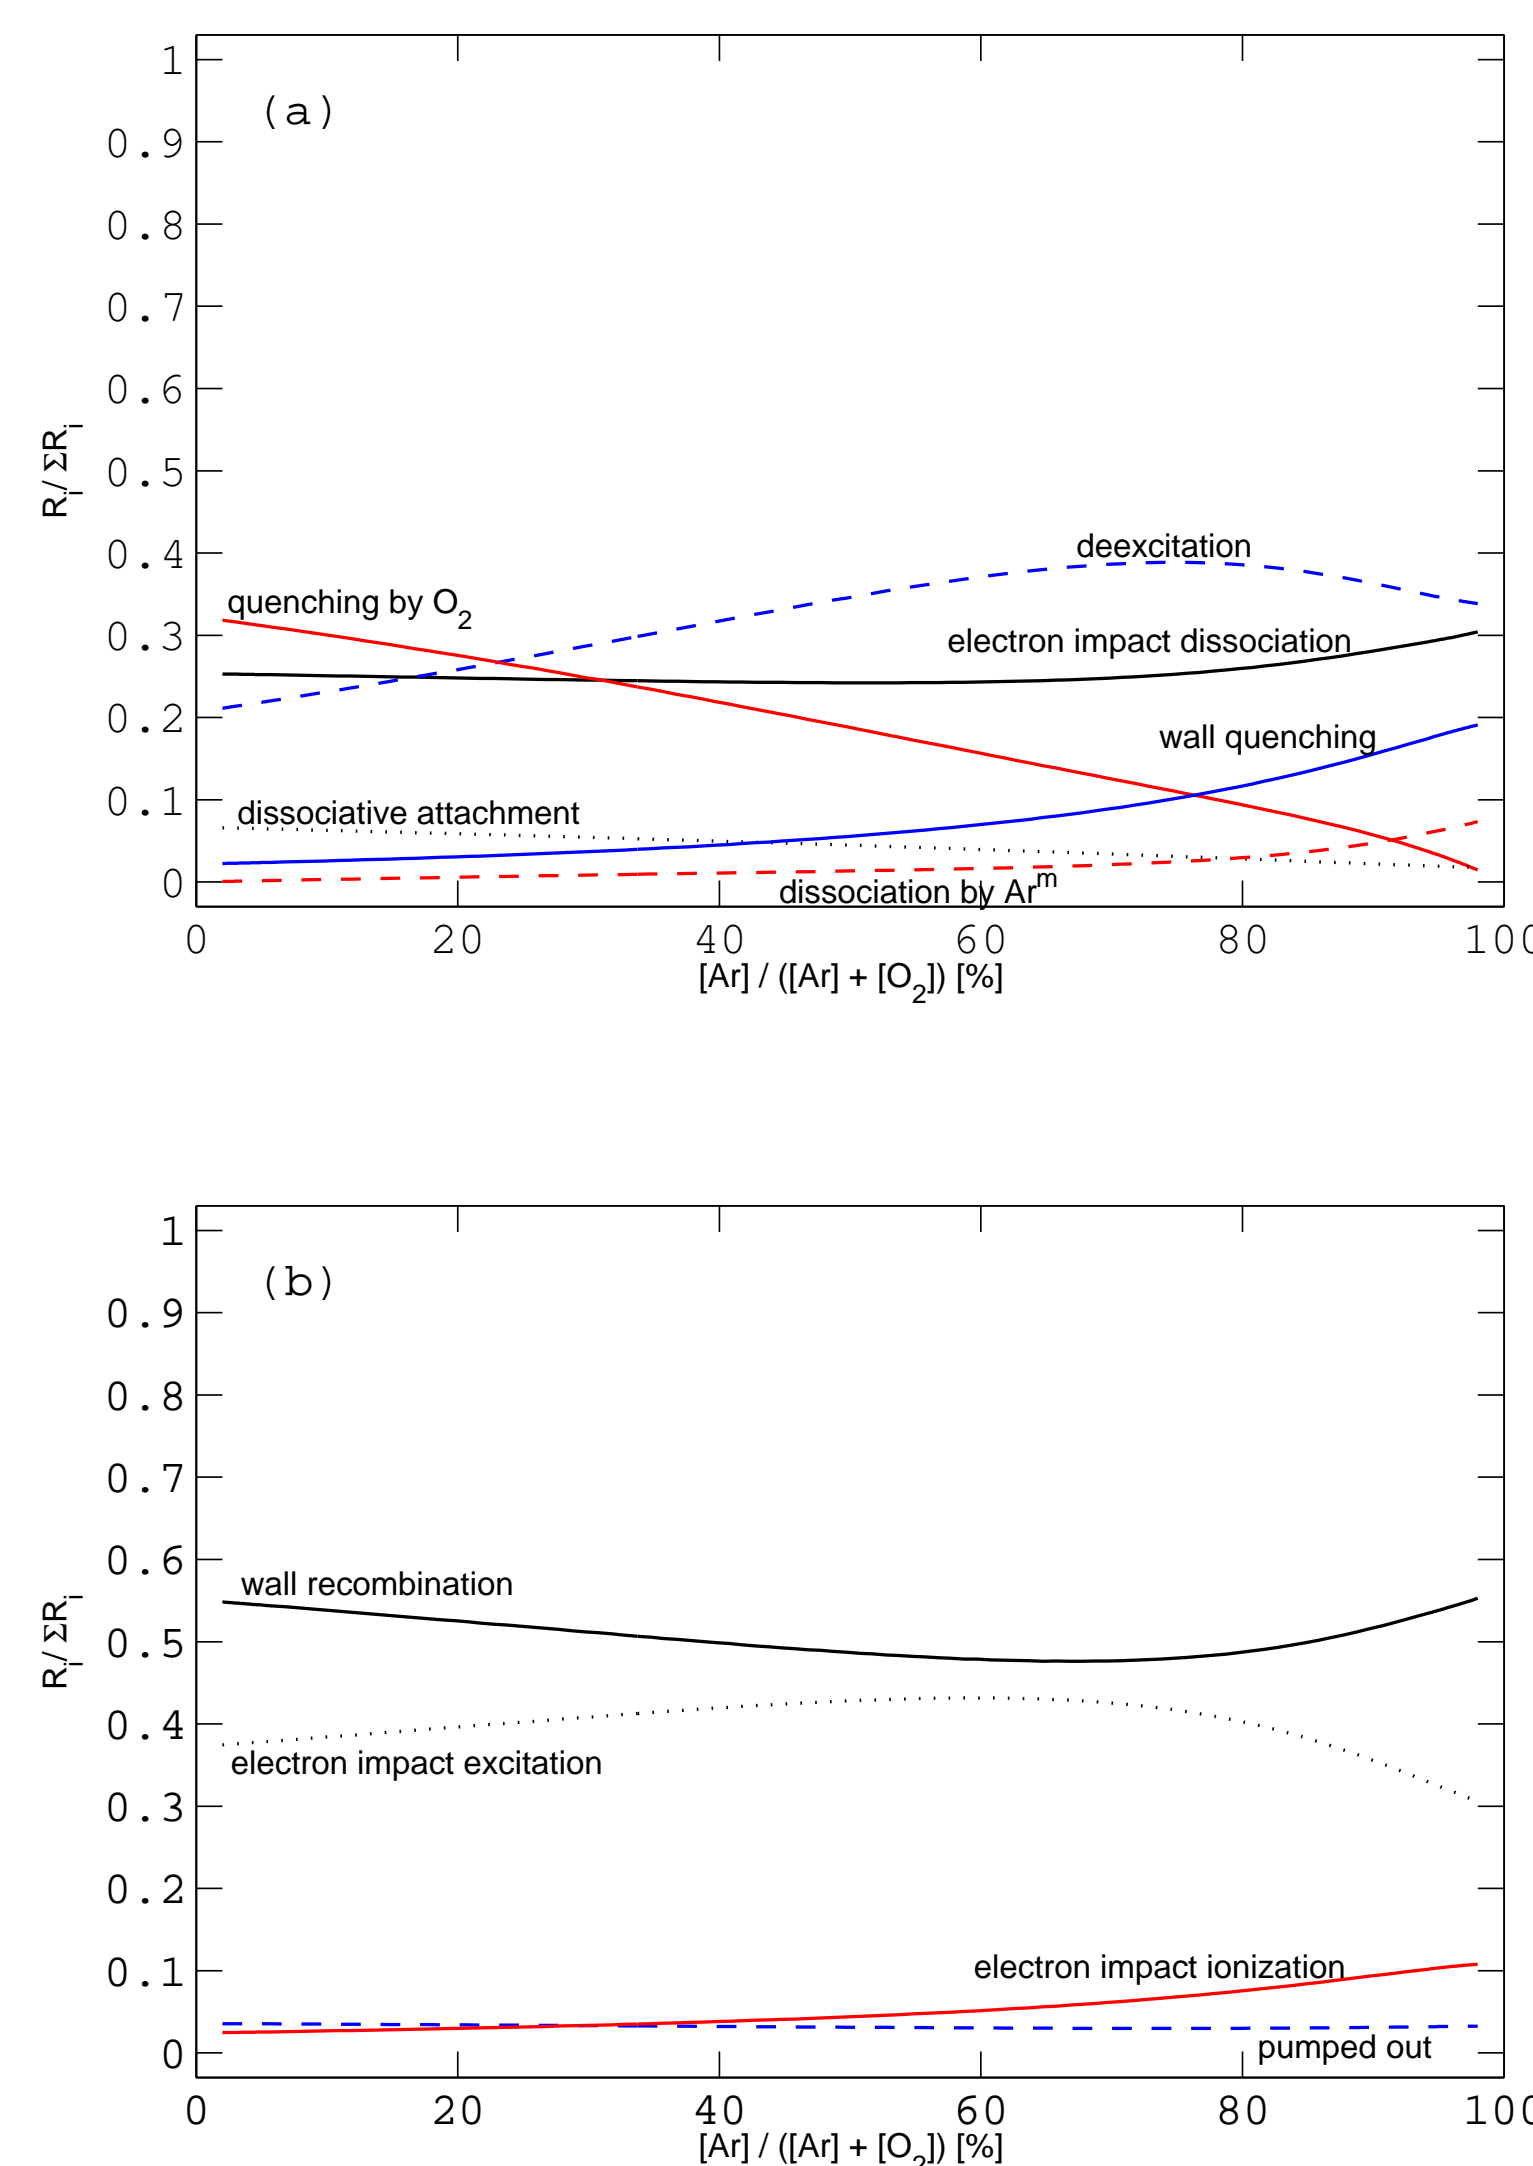 (a)
1
0.9
0.8
0.7
0.6
0.5
0.4
0.3
0.2
0.1
0
R_i / ΣR_i
deexcitation
quenching by O_2
electron impact dissociation
wall quenching
dissociative attachment
dissociation by Ar^m
0 20 40 60 80 100
[Ar] / ([Ar] + [O_2]) [%]
(b)
1
0.9
0.8
0.7
0.6
0.5
0.4
0.3
0.2
0.1
0
R_i / ΣR_i
wall recombination
electron impact excitation
electron impact ionization
pumped out
0 20 40 60 80 100
[Ar] / ([Ar] + [O_2]) [%]